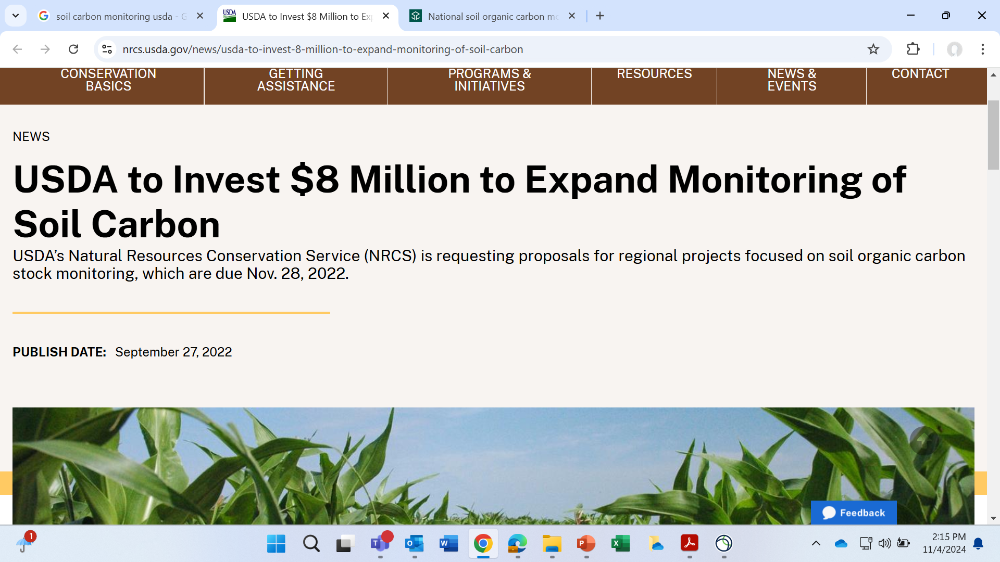 soil carbon monitoring usda - G
USDA to Invest $8 Million to Exp
National soil organic carbon mo
nrcs.usda.gov/news/usda-to-invest-8-million-to-expand-monitoring-of-soil-carbon
CONSERVATION
BASICS
GETTING
ASSISTANCE
PROGRAMS &
INITIATIVES
RESOURCES
NEWS &
EVENTS
CONTACT
NEWS
USDA to Invest $8 Million to Expand Monitoring of
Soil Carbon
USDA’s Natural Resources Conservation Service (NRCS) is requesting proposals for regional projects focused on soil organic carbon
stock monitoring, which are due Nov. 28, 2022.
PUBLISH DATE: September 27, 2022
Feedback
1
2:15 PM
11/4/2024